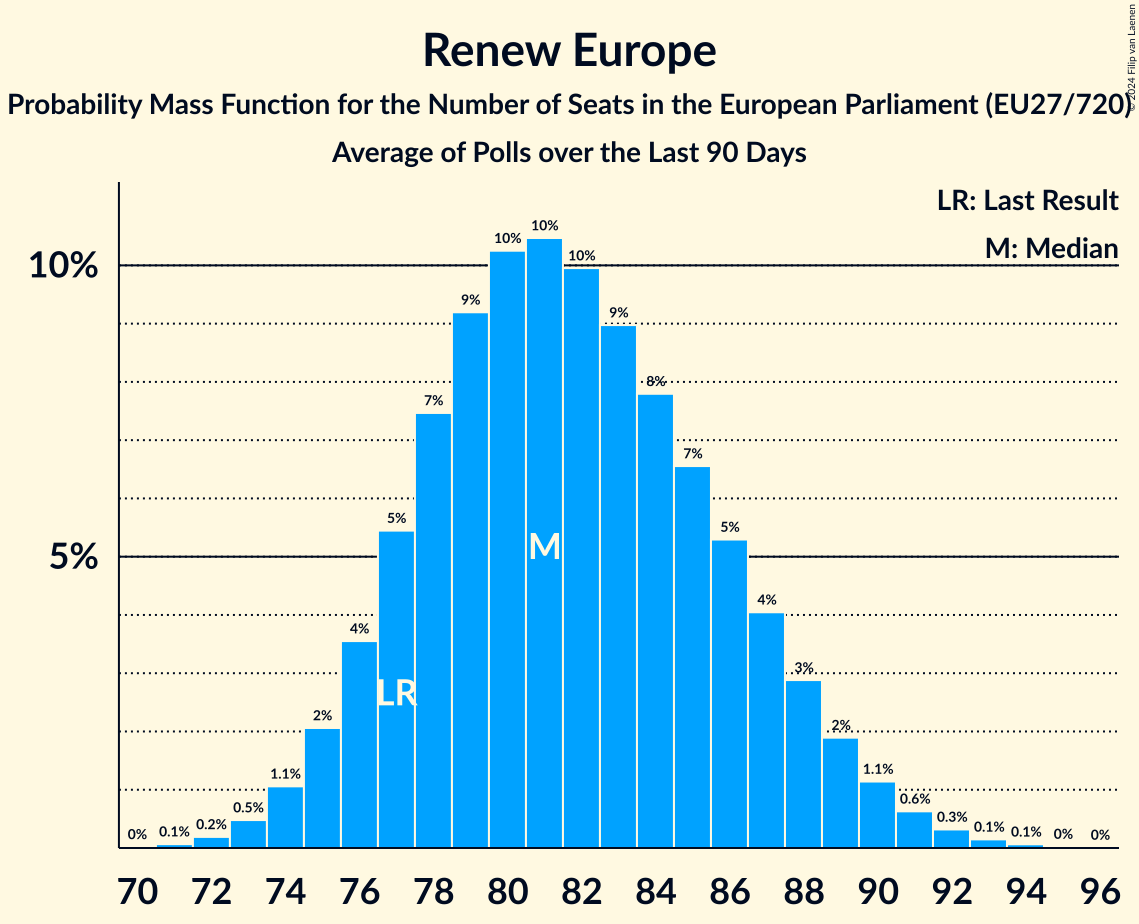 Renew Europe
Probability Mass Function for the Number of Seats in the European Parliament (EU27/720)
Average of Polls over the Last 90 Days
© 2024 Filip van Laenen
LR: Last Result
M: Median
10%
5%
0% 0.1% 0.2% 0.5% 1.1% 2% 4% 5% 7% 9% 10% 10% 10% 9% 8% 7% 5% 4% 3% 2% 1.1% 0.6% 0.3% 0.1% 0.1% 0% 0%
M
LR
70 72 74 76 78 80 82 84 86 88 90 92 94 96